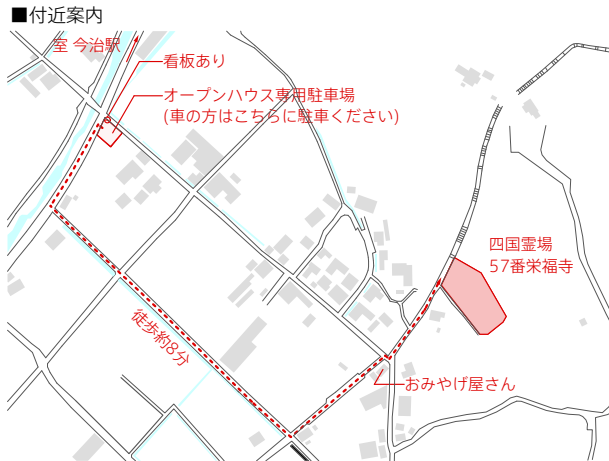 ■付近案内
室 今治駅
看板あり
オープンハウス専用駐車場
(車の方はこちらに駐車ください)
四国霊場
57番栄福寺
徒歩約8分
おみやげ屋さん